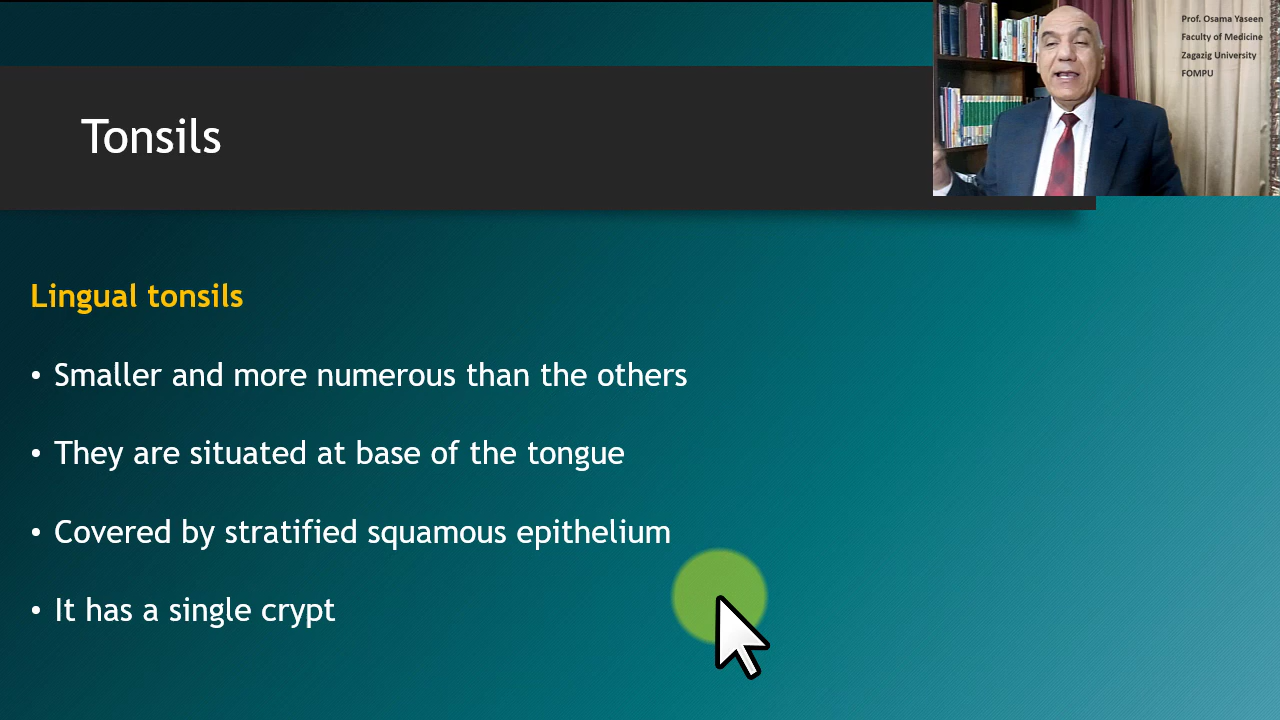 Prof. Osama Yaseen
Faculty of Medicine
Zagazig University
FOMPU
Tonsils
Lingual tonsils
• Smaller and more numerous than the others
• They are situated at base of the tongue
• Covered by stratified squamous epithelium
• It has a single crypt